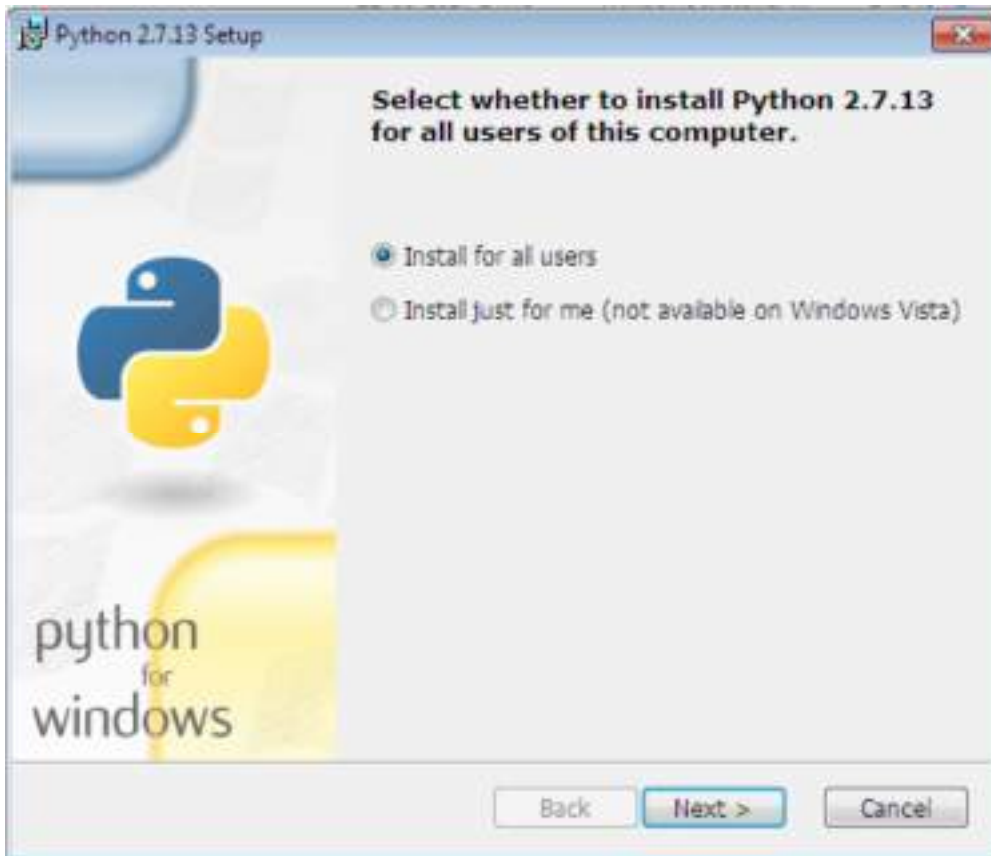 Python 2.7.13 Setup
Select whether to install Python 2.7.13
for all users of this computer.
Install for all users
Install just for me (not available on Windows Vista)
python
for
windows
Back
Next >
Cancel